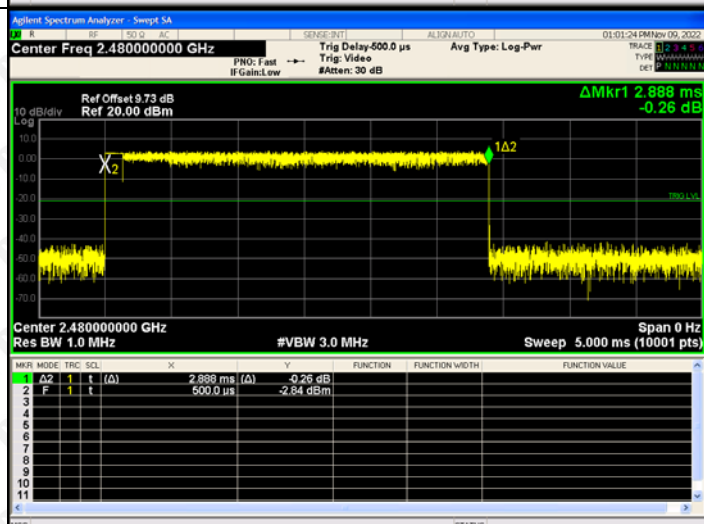 Agilent Spectrum Analyzer - Swept SA
R RF 50 Ω AC SENSE:INT ALIGN AUTO 01:01:24 PM Nov 09, 2022
Center Freq 2.480000000 GHz
PNO: Fast
IFGain:Low
Trig Delay-500.0 µs
Trig: Video
#Atten: 30 dB
Avg Type: Log-Pwr
TRACE 1 2 3 4 5 6
TYPE
DET P N N N N N
ΔMkr1 2.888 ms
-0.26 dB
Ref Offset 9.73 dB
10 dB/div Ref 20.00 dBm
Log
10.0
0.00
-10.0
-20.0
-30.0
-40.0
-50.0
-60.0
-70.0
X2
1Δ2
TRIG LVL
Center 2.480000000 GHz Span 0 Hz
Res BW 1.0 MHz #VBW 3.0 MHz Sweep 5.000 ms (10001 pts)
MKR MODE TRC SCL X Y FUNCTION FUNCTION WIDTH FUNCTION VALUE
1 Δ2 1 t (Δ) 2.888 ms (Δ) -0.26 dB
2 F 1 t 500.0 µs -2.84 dBm
3
4
5
6
7
8
9
10
11